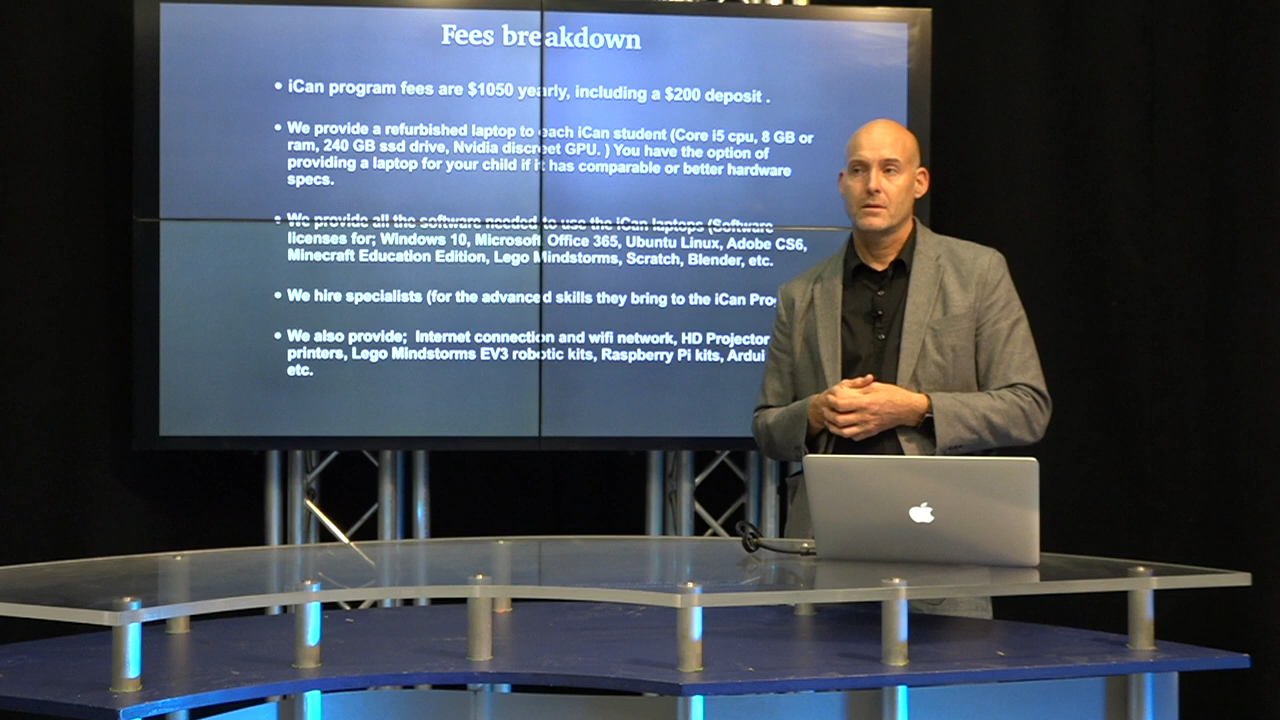 Fees breakdown
• iCan program fees are $1050 yearly, including a $200 deposit .
• We provide a refurbished laptop to each iCan student (Core i5 cpu, 8 GB or
ram, 240 GB ssd drive, Nvidia discreet GPU. ) You have the option of
providing a laptop for your child if it has comparable or better hardware
specs.
• We provide all the software needed to use the iCan laptops (Software
licenses for; Windows 10, Microsoft Office 365, Ubuntu Linux, Adobe CS6,
Minecraft Education Edition, Lego Mindstorms, Scratch, Blender, etc.
• We hire specialists (for the advanced skills they bring to the iCan
• We also provide; Internet connection and wifi network, HD Projector
printers, Lego Mindstorms EV3 robotic kits, Raspberry Pi kits,
etc.